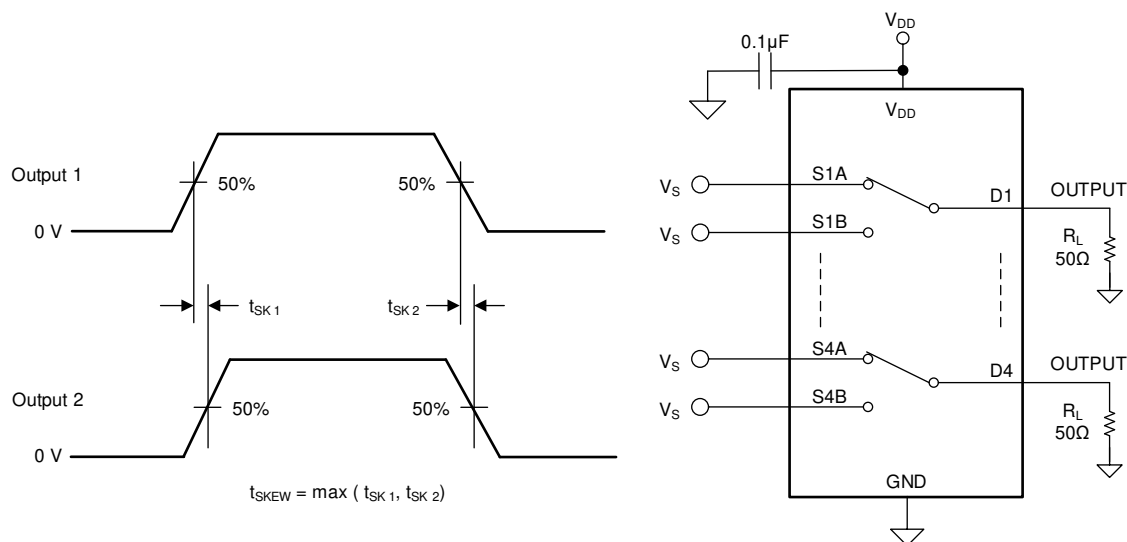 Output 1
50%
50%
0 V
t_SK 1
t_SK 2
Output 2
50%
50%
0 V
t_SKEW = max ( t_SK 1, t_SK 2)
V_DD
0.1µF
V_DD
V_S
S1A
D1
OUTPUT
V_S
S1B
R_L
50Ω
V_S
S4A
D4
OUTPUT
V_S
S4B
R_L
50Ω
GND